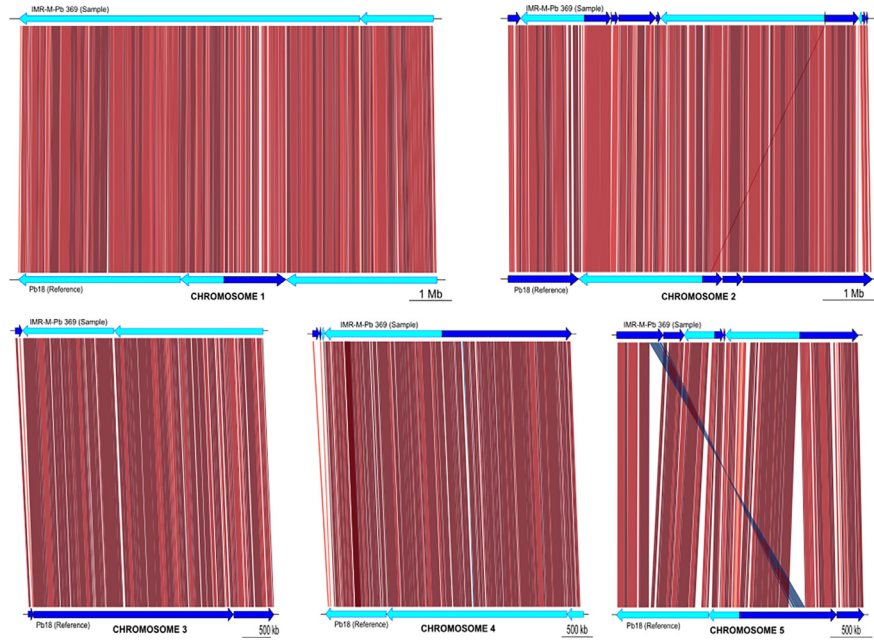 IMR-M-Pb 369 (Sample)
IMR-M-Pb 369 (Sample)
Pb18 (Reference)
CHROMOSOME 1
1 Mb
Pb18 (Reference)
CHROMOSOME 2
1 Mb
IMR-M-Pb 369 (Sample)
IMR-M-Pb 369 (Sample)
IMR-M-Pb 369 (Sample)
Pb18 (Reference)
CHROMOSOME 3
500 kb
Pb18 (Reference)
CHROMOSOME 4
500 kb
Pb18 (Reference)
CHROMOSOME 5
500 kb